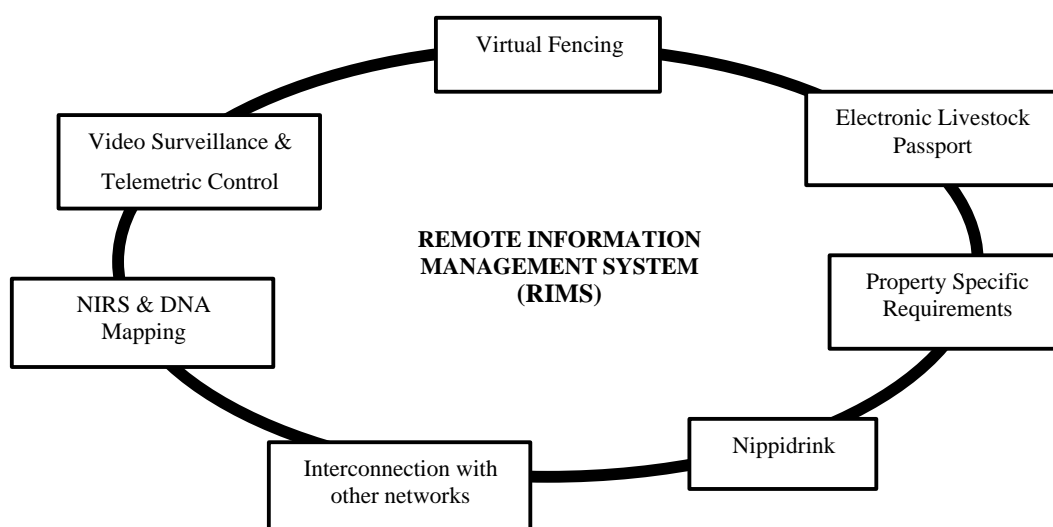 Virtual Fencing
Electronic Livestock
Passport
Video Surveillance &
Telemetric Control
REMOTE INFORMATION
MANAGEMENT SYSTEM
(RIMS)
Property Specific
Requirements
NIRS & DNA
Mapping
Nippidrink
Interconnection with
other networks